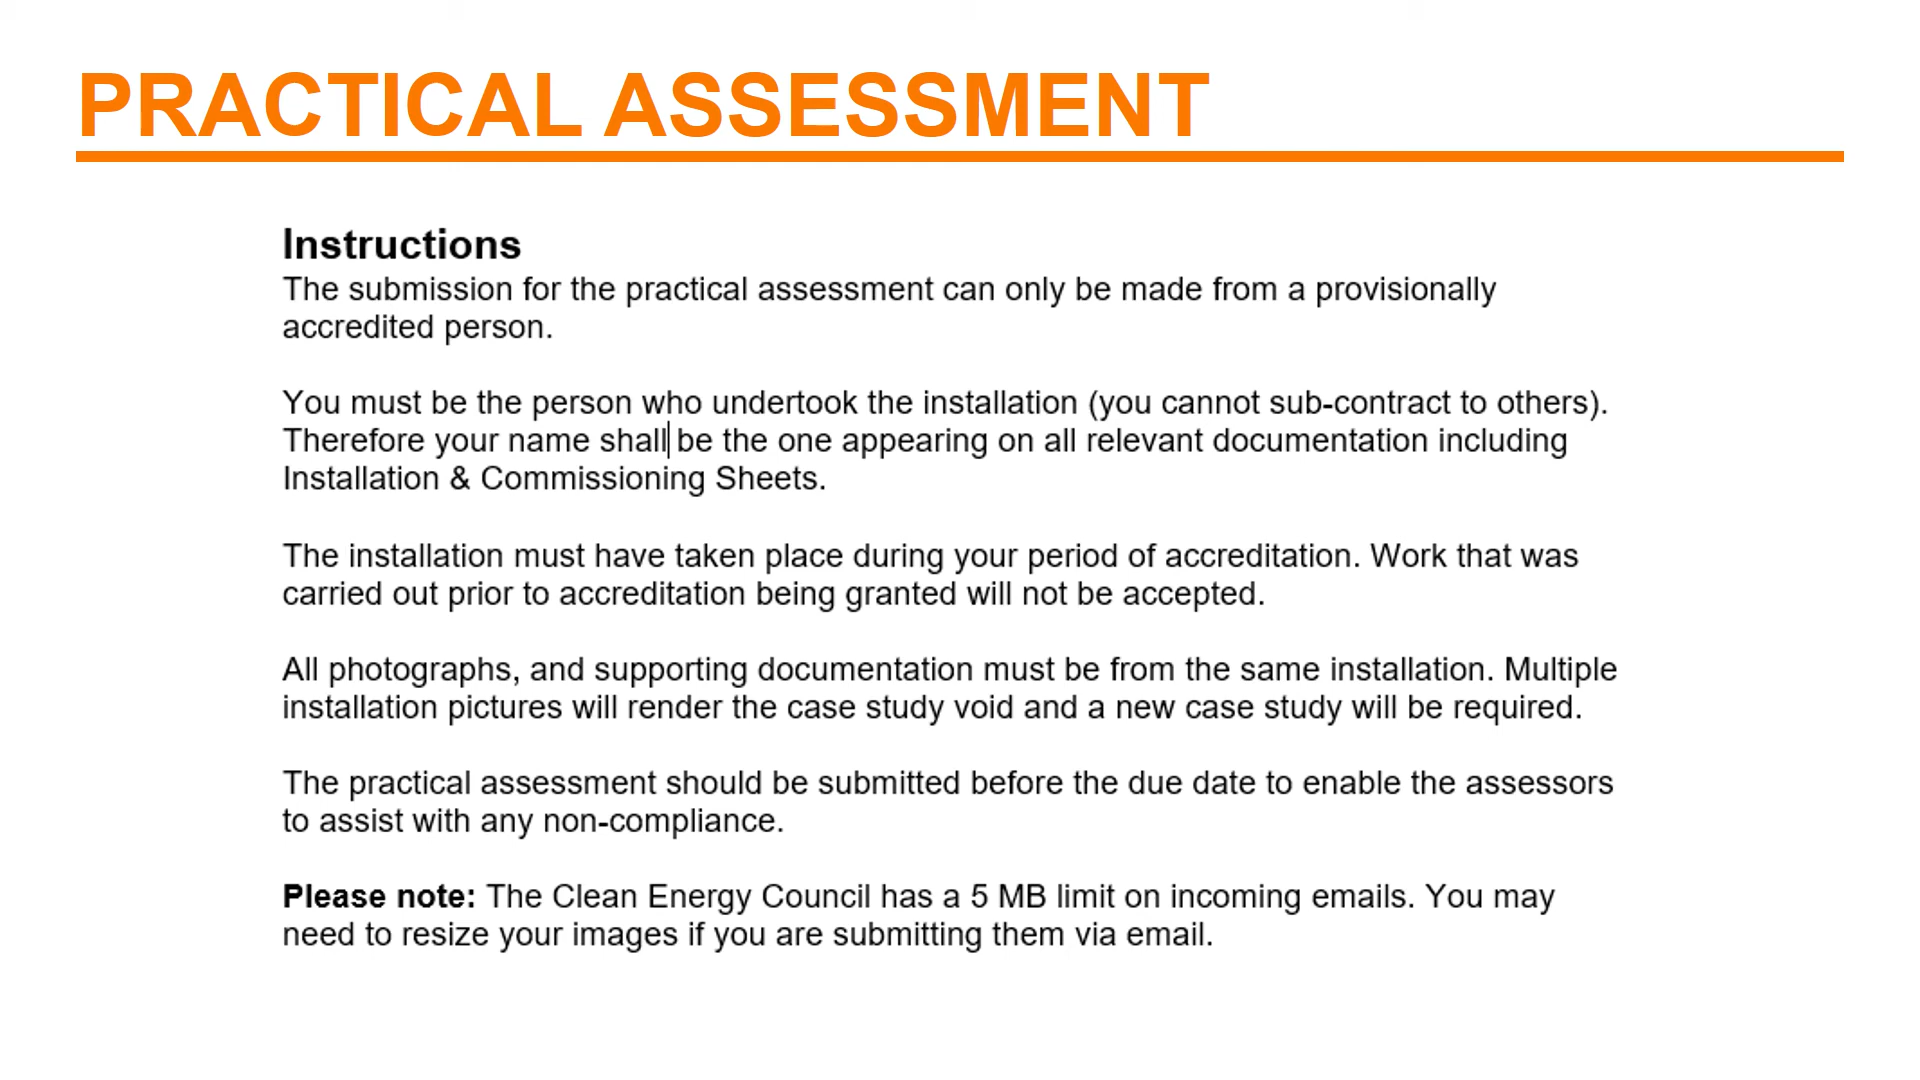 PRACTICAL ASSESSMENT
Instructions
The submission for the practical assessment can only be made from a provisionally
accredited person.
You must be the person who undertook the installation (you cannot sub-contract to others).
Therefore your name shall be the one appearing on all relevant documentation including
Installation & Commissioning Sheets.
The installation must have taken place during your period of accreditation. Work that was
carried out prior to accreditation being granted will not be accepted.
All photographs, and supporting documentation must be from the same installation. Multiple
installation pictures will render the case study void and a new case study will be required.
The practical assessment should be submitted before the due date to enable the assessors
to assist with any non-compliance.
Please note: The Clean Energy Council has a 5 MB limit on incoming emails. You may
need to resize your images if you are submitting them via email.